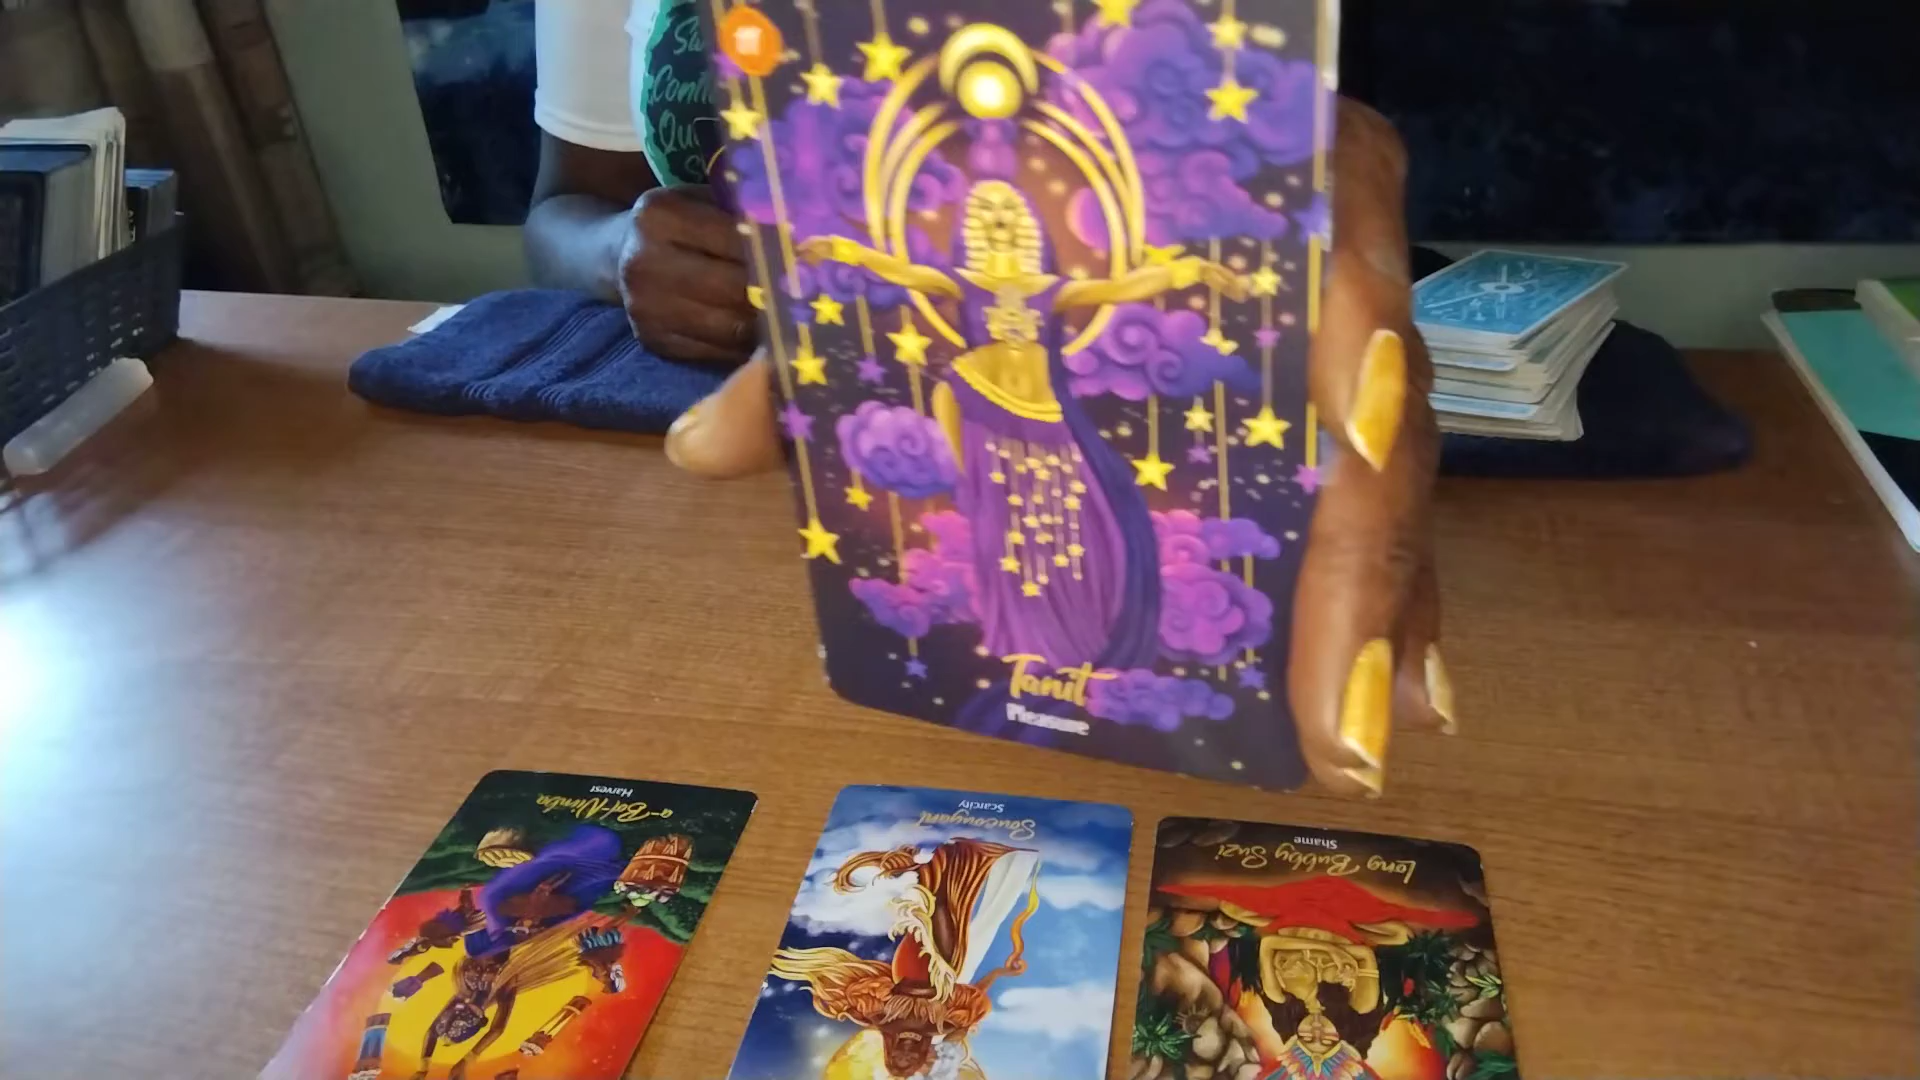 Tanit
Pleasure
Harvest
a-Bol-Nimba
Scarcity
Soucouyant
Shame
Long Bubby Suzi